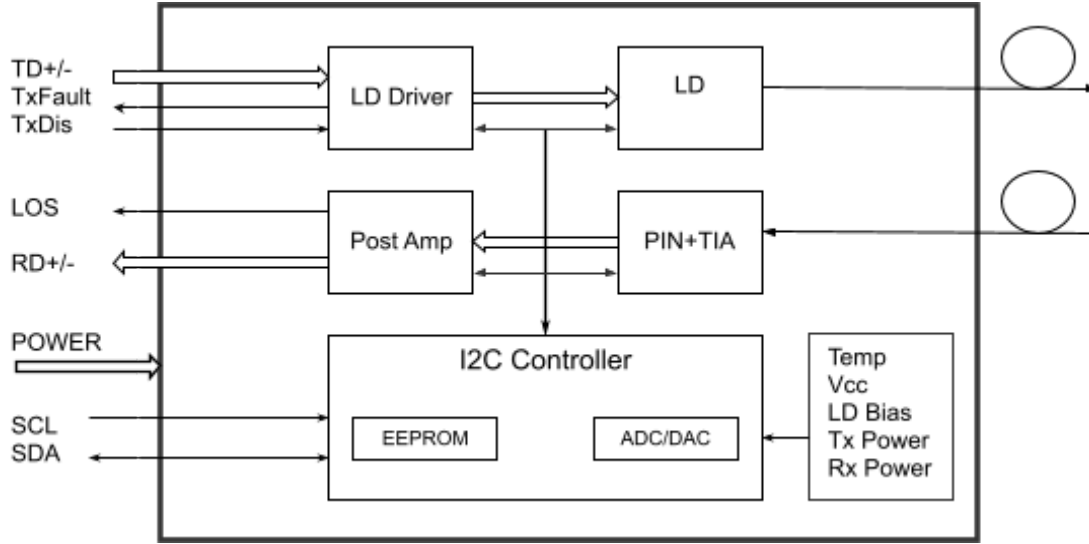 TD+/-
TxFault
TxDis
LD Driver
LD
LOS
RD+/-
Post Amp
PIN+TIA
POWER
I2C Controller
SCL
SDA
EEPROM
ADC/DAC
Temp
Vcc
LD Bias
Tx Power
Rx Power